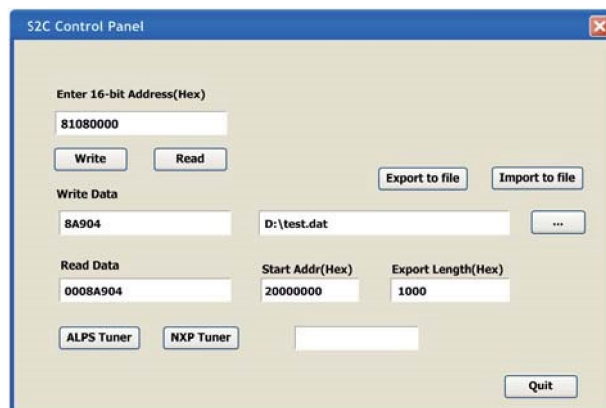 S2C Control Panel
Enter 16-bit Address(Hex)
81080000
Write Read
Export to file Import to file
Write Data
8A904 D:\test.dat ...
Read Data Start Addr(Hex) Export Length(Hex)
0008A904 20000000 1000
ALPS Tuner NXP Tuner
Quit